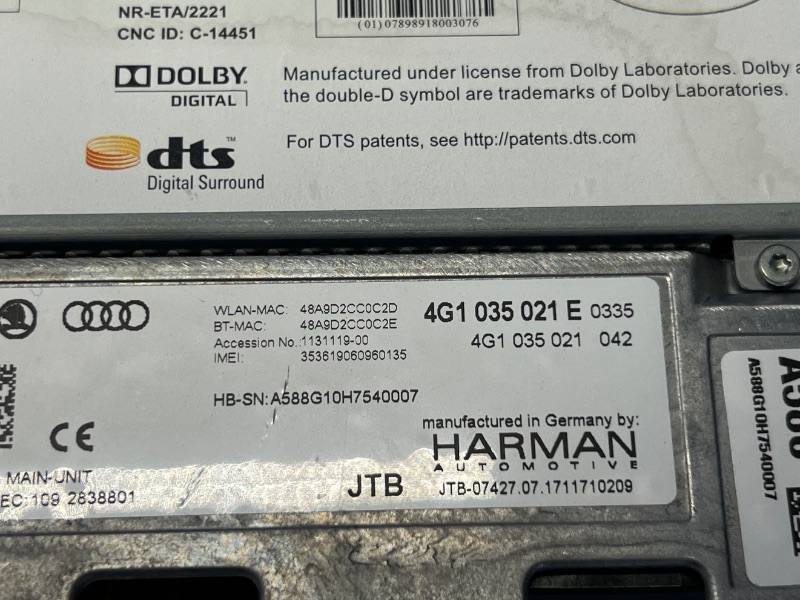 NR-ETA/2221
CNC ID: C-14451
(01)07898918003076
DOLBY
DIGITAL
Manufactured under license from Dolby Laboratories. Dolby
the double-D symbol are trademarks of Dolby Laboratories.
dts™
Digital Surround
For DTS patents, see http://patents.dts.com
WLAN-MAC: 48A9D2CC0C2D
BT-MAC: 48A9D2CC0C2E
Accession No.:1131119-00
IMEI: 353619060960135
4G1 035 021 E 0335
4G1 035 021 042
HB-SN:A588G10H7540007
CE
manufactured in Germany by:
HARMAN
AUTOMOTIVE
MAIN-UNIT
EC:109 2838801
JTB
JTB-07427.07.1711710209
A588
A588G10H7540007